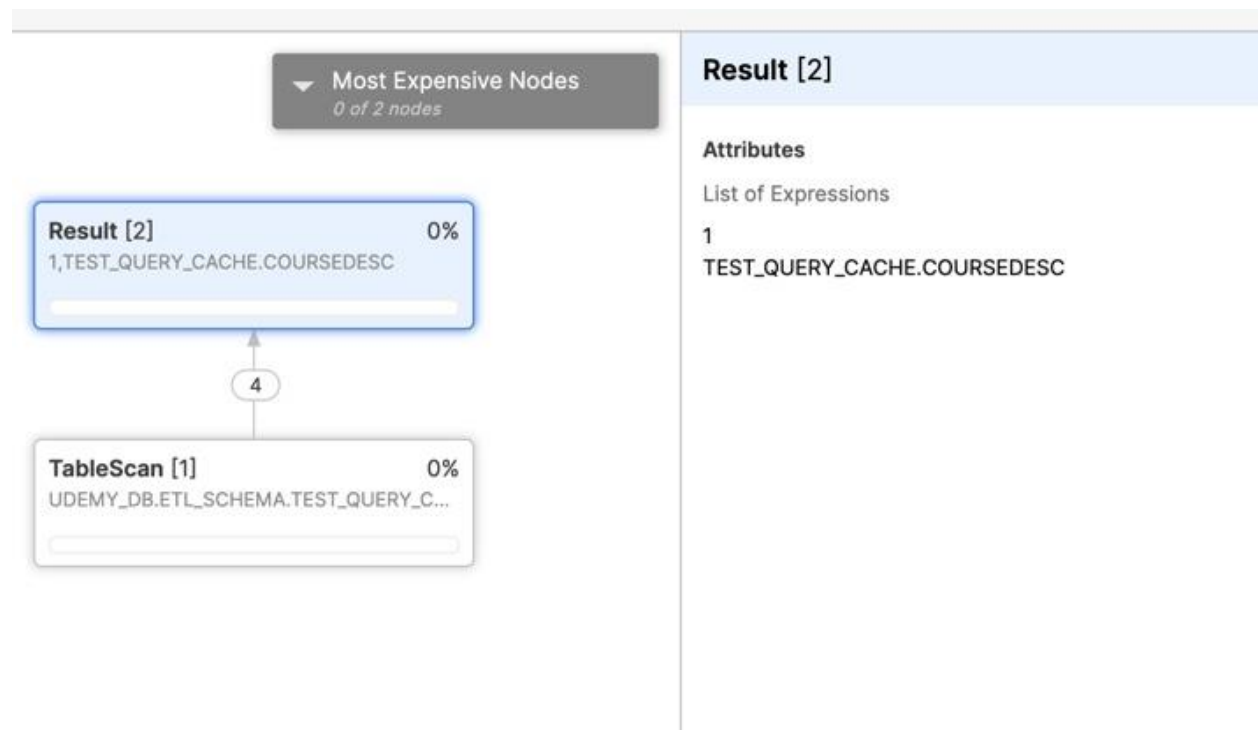 Most Expensive Nodes
0 of 2 nodes
Result [2] 0%
1,TEST_QUERY_CACHE.COURSEDESC
4
TableScan [1] 0%
UDEMY_DB.ETL_SCHEMA.TEST_QUERY_C...
Result [2]
Attributes
List of Expressions
1
TEST_QUERY_CACHE.COURSEDESC